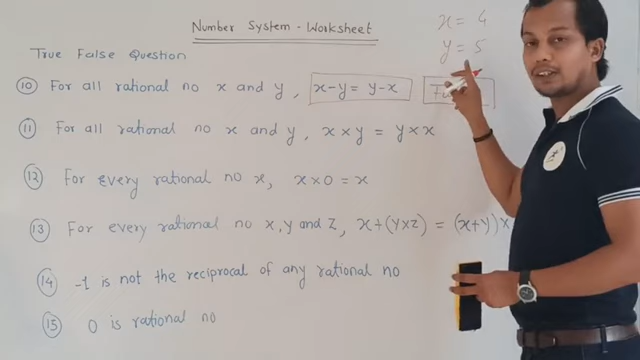 Number System - Worksheet
x = 4
y = 5
True False Question
10 For all rational no x and y, x-y = y-x
11 For all rational no x and y, x × y = y × x
12 For every rational no x, x × 0 = x
13 For every rational no x, y and z, x+(y×z) = (x+y)×
14 -1 is not the reciprocal of any rational no
15 0 is rational no